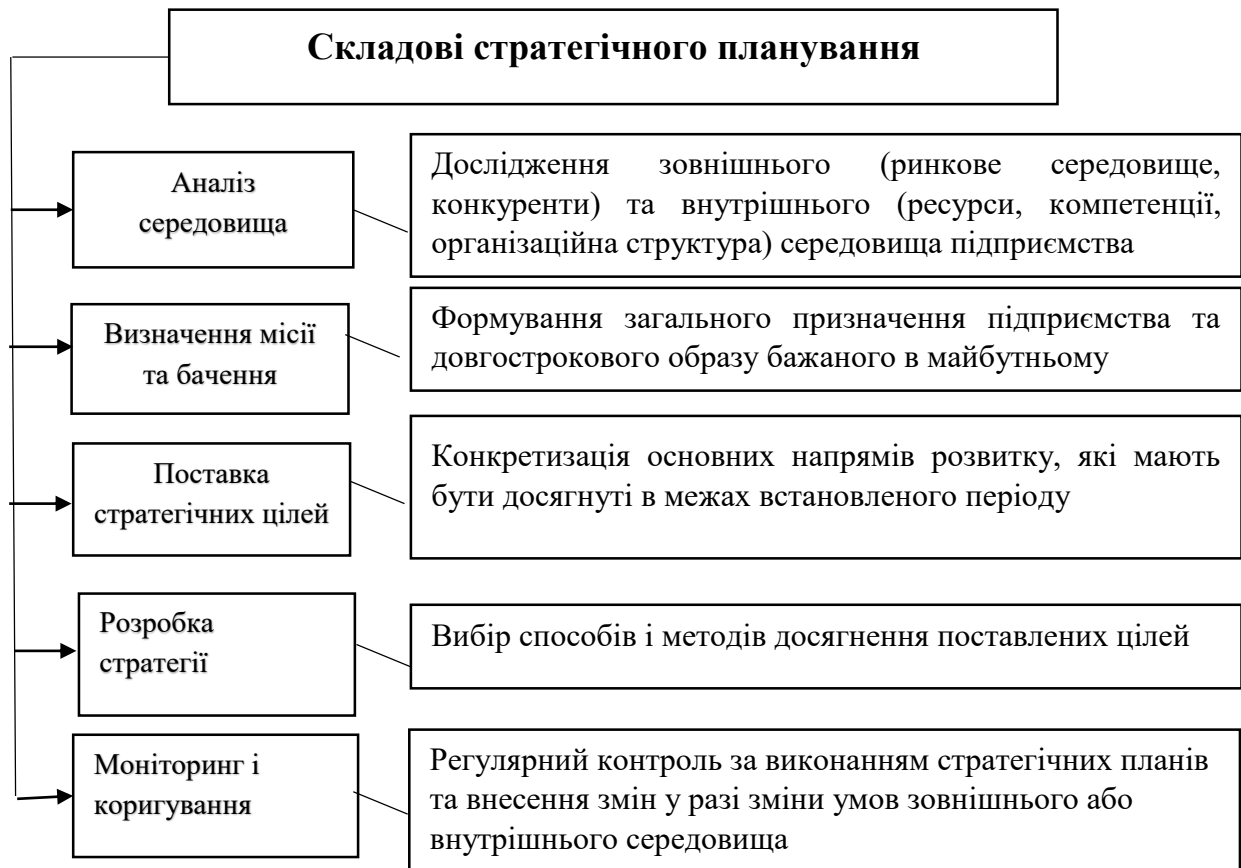 Складові стратегічного планування
Аналіз
середовища
Дослідження зовнішнього (ринкове середовище,
конкуренти) та внутрішнього (ресурси, компетенції,
організаційна структура) середовища підприємства
Визначення місії
та бачення
Формування загального призначення підприємства та
довгострокового образу бажаного в майбутньому
Поставка
стратегічних цілей
Конкретизація основних напрямів розвитку, які мають
бути досягнуті в межах встановленого періоду
Розробка
стратегії
Вибір способів і методів досягнення поставлених цілей
Моніторинг і
коригування
Регулярний контроль за виконанням стратегічних планів
та внесення змін у разі зміни умов зовнішнього або
внутрішнього середовища